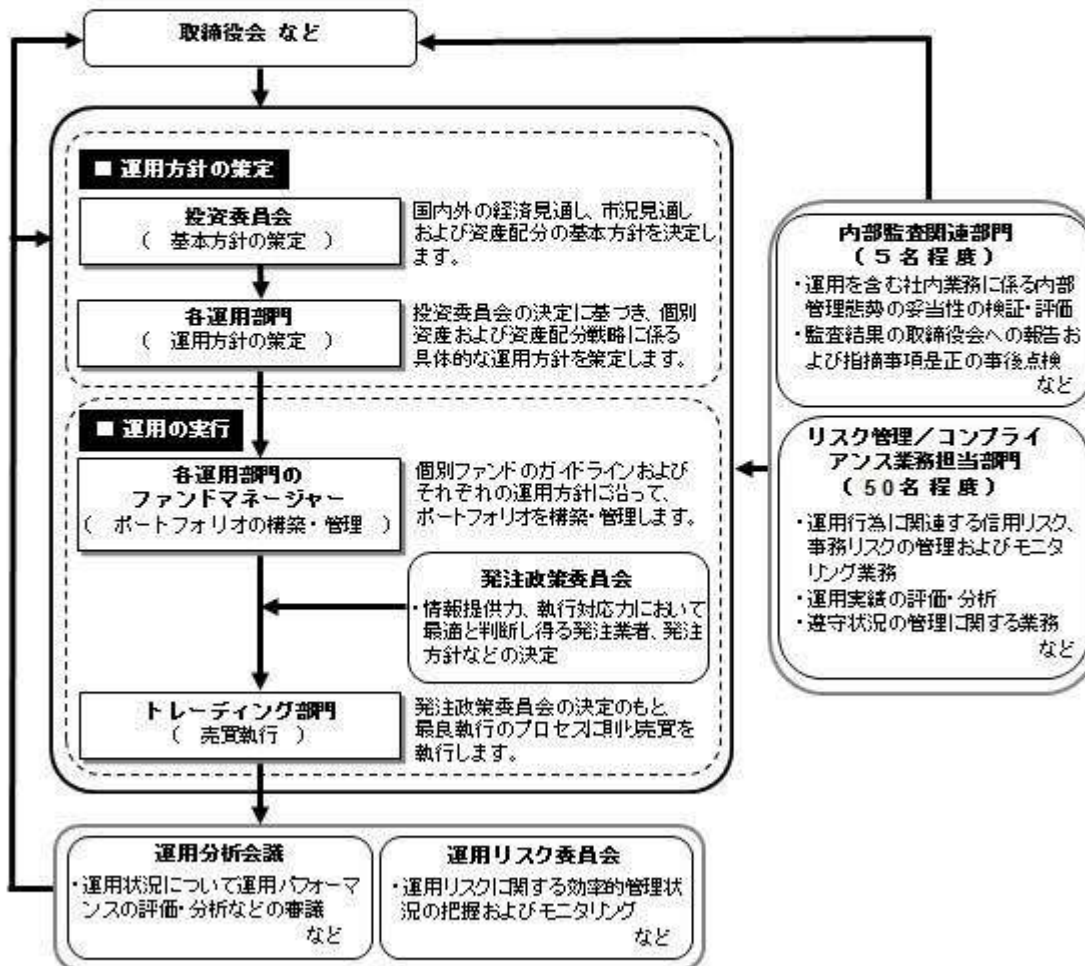 取締役会 など
■ 運用方針の策定
投資委員会
( 基本方針の策定 )
国内外の経済見通し、市況見通し
および資産配分の基本方針を決定し
ます。
各運用部門
( 運用方針の策定 )
投資委員会の決定に基づき、個別
資産および資産配分戦略に係る
具体的な運用方針を策定します。
■ 運用の実行
各運用部門の
ファンドマネージャー
( ポートフォリオの構築・管理 )
個別ファンドのガイドラインおよび
それぞれの運用方針に沿って、
ポートフォリオを構築・管理します。
発注政策委員会
・情報提供力、執行対応力において
最適と判断し得る発注業者、発注
方針などの決定
トレーディング部門
( 売買執行 )
発注政策委員会の決定のもと
最良執行のプロセスに則り売買を
執行します。
運用分析会議
・運用状況について運用パフォーマ
ンスの評価・分析などの審議
など
運用リスク委員会
・運用リスクに関する効率的管理状
況の把握およびモニタリング
など
内部監査関連部門
(5名程度)
・運用を含む社内業務に係る内部
管理態勢の妥当性の検証・評価
・監査結果の取締役会への報告お
よび指摘事項是正の事後点検
など
リスク管理/コンプライ
アンス業務担当部門
(50名程度)
・運用行為に関連する信用リスク、
事務リスクの管理およびモニタ
リング業務
・運用実績の評価・分析
・遵守状況の管理に関する業務
など